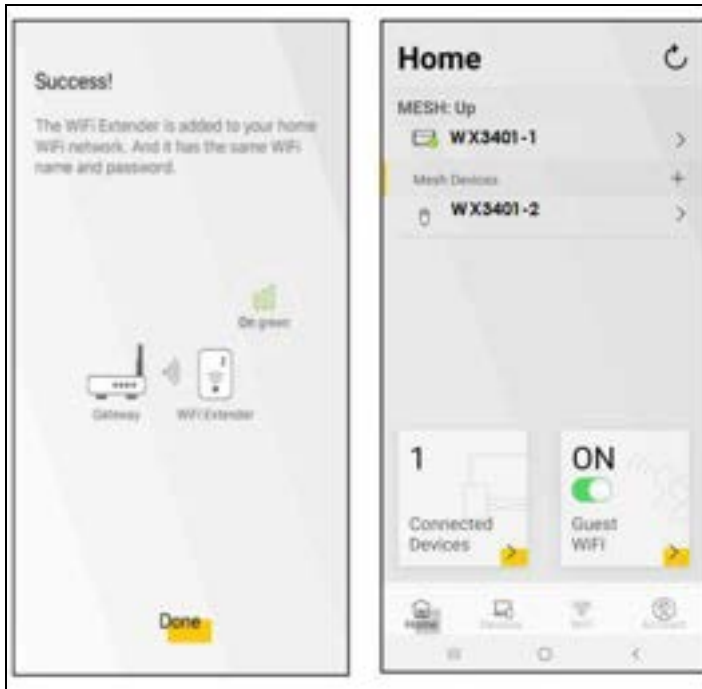 Success!
The WiFi Extender is added to your home
WiFi network. And it has the same WiFi
name and password.
On green
Gateway
WiFi Extender
Done
Home
MESH: Up
WX3401-1
Mesh Devices
WX3401-2
1
Connected
Devices
ON
Guest
WiFi
Home
Devices
WiFi
Account